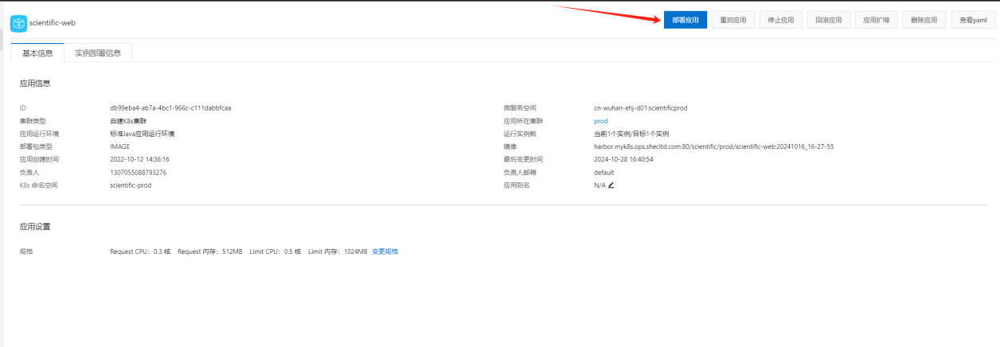 scientific-web 部署应用 重启应用 停止应用 回滚应用 应用扩缩 删除应用 查看yaml
基本信息 实例部署信息
应用信息
ID db99eba4-ab7a-4bc1-966c-c111dabbfcaa 微服务空间 cn-wuhan-ehj-d01:scientificprod
集群类型 自建K8s集群 应用所在集群 prod
应用运行环境 标准Java应用运行环境 运行实例数 当前1个实例/目标1个实例
部署包类型 IMAGE 镜像 harbor.myk8s.ops.shecltd.com:80/scientific/prod/scientific-web:20241016_16-27-55
应用创建时间 2022-10-12 14:36:16 最后变更时间 2024-10-28 16:40:54
负责人 1307055088793276 负责人邮箱 default
K8s 命名空间 scientific-prod 应用别名 N/A
应用设置
规格 Request CPU：0.3 核 Request 内存：512MB Limit CPU：0.5 核 Limit 内存：1024MB 变更规格